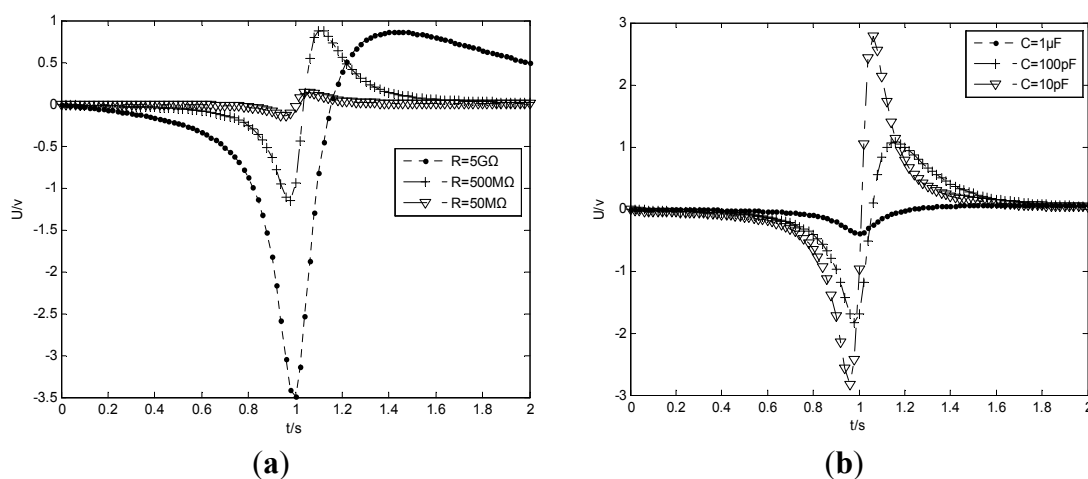 1
0.5
0
-0.5
-1
-1.5
-2
-2.5
-3
-3.5
U/v
0 0.2 0.4 0.6 0.8 1 1.2 1.4 1.6 1.8 2
t/s
R=5GΩ
R=500MΩ
R=50MΩ
(a)
3
2
1
0
-1
-2
-3
U/v
0 0.2 0.4 0.6 0.8 1 1.2 1.4 1.6 1.8 2
t/s
C=1μF
C=100pF
C=10pF
(b)